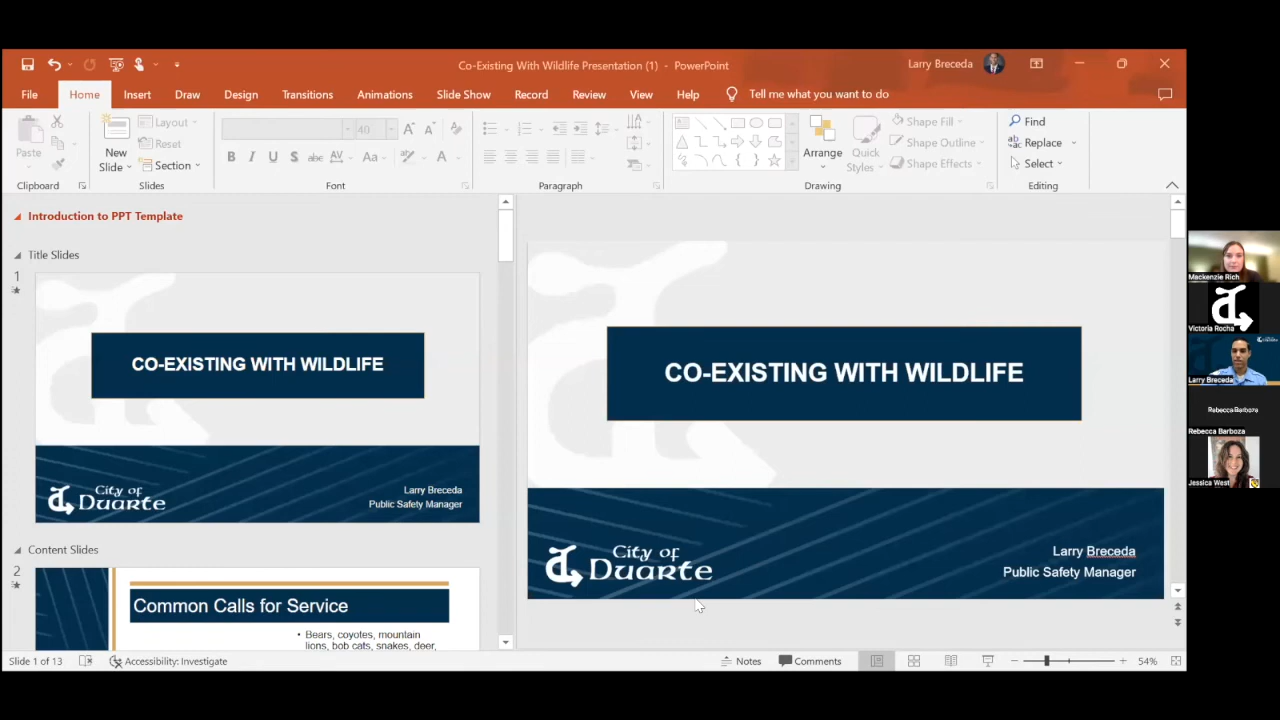 Co-Existing With Wildlife Presentation (1) - PowerPoint
Larry Breceda
File
Home
Insert
Draw
Design
Transitions
Animations
Slide Show
Record
Review
View
Help
Tell me what you want to do
Paste
Clipboard
New
Slide
Layout
Reset
Section
Slides
40
A A A
B I U S abc AV Aa A
Font
Paragraph
Arrange
Quick
Styles
Shape Fill
Shape Outline
Shape Effects
Drawing
Find
Replace
Select
Editing
Introduction to PPT Template
Title Slides
1
CO-EXISTING WITH WILDLIFE
City of
Duarte
Larry Breceda
Public Safety Manager
Content Slides
2
Common Calls for Service
• Bears, coyotes, mountain
lions, bob cats, snakes, deer,
CO-EXISTING WITH WILDLIFE
City of
Duarte
Larry Breceda
Public Safety Manager
Mackenzie Rich
Victoria Rocha
Larry Breceda
Rebecca Barboza
Rebecca Barboza
Jessica West
Slide 1 of 13
Accessibility: Investigate
Notes
Comments
54%